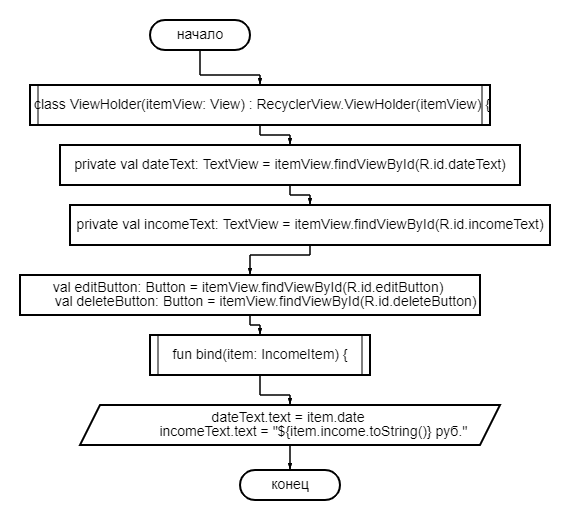 начало
class ViewHolder(itemView: View) : RecyclerView.ViewHolder(itemView) {
private val dateText: TextView = itemView.findViewById(R.id.dateText)
private val incomeText: TextView = itemView.findViewById(R.id.incomeText)
val editButton: Button = itemView.findViewById(R.id.editButton)
val deleteButton: Button = itemView.findViewById(R.id.deleteButton)
fun bind(item: IncomeItem) {
dateText.text = item.date
incomeText.text = "${item.income.toString()} руб."
конец